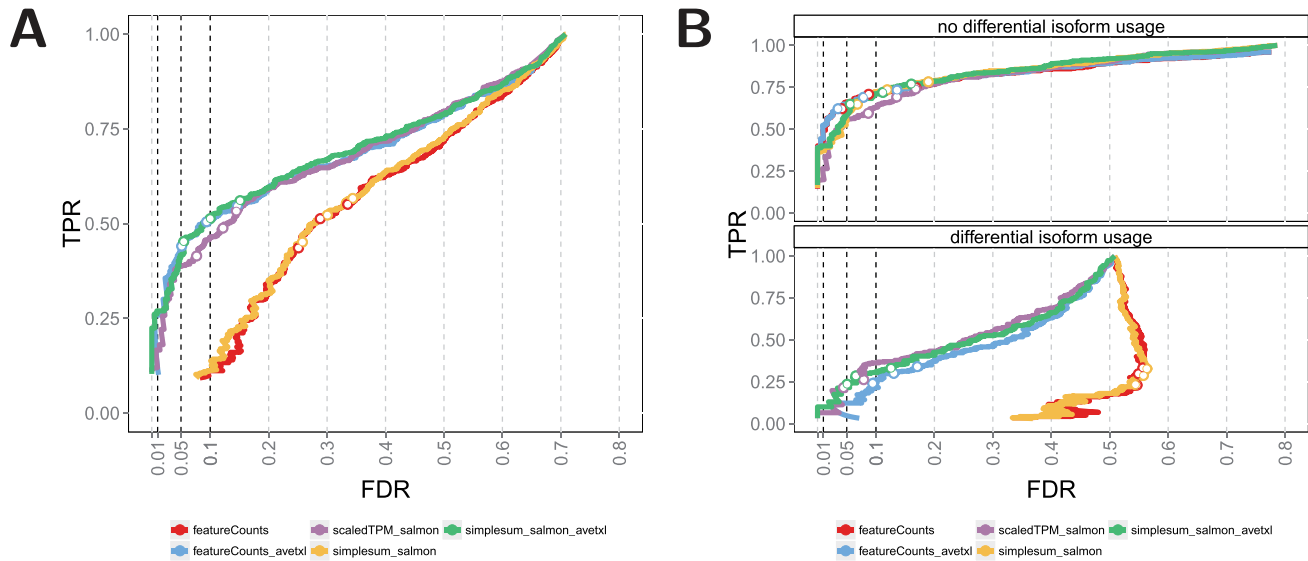 A
1.00
0.75
0.50
0.25
0.00
TPR
0.01
0.05
0.1
0.2
0.3
0.4
0.5
0.6
0.7
0.8
FDR
featureCounts
scaledTPM_salmon
simplesum_salmon_avetxl
featureCounts_avetxl
simplesum_salmon
B
no differential isoform usage
1.00
0.75
0.50
0.25
0.00
TPR
differential isoform usage
1.00
0.75
0.50
0.25
0.00
0.01
0.05
0.1
0.2
0.3
0.4
0.5
0.6
0.7
0.8
FDR
featureCounts
scaledTPM_salmon
simplesum_salmon_avetxl
featureCounts_avetxl
simplesum_salmon